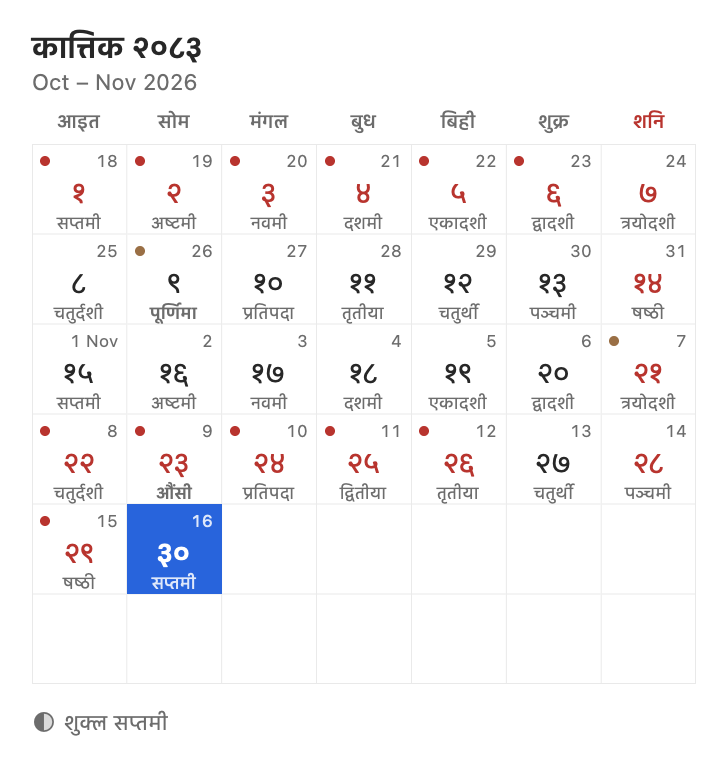 कात्तिक २०८३
Oct – Nov 2026
आइत सोम मंगल बुध बिही शुक्र शनि
18 19 20 21 22 23 24
१ २ ३ ४ ५ ६ ७
सप्तमी अष्टमी नवमी दशमी एकादशी द्वादशी त्रयोदशी
25 26 27 28 29 30 31
८ ९ १० ११ १२ १३ १४
चतुर्दशी पूर्णिमा प्रतिपदा तृतीया चतुर्थी पञ्चमी षष्ठी
1 Nov 2 3 4 5 6 7
१५ १६ १७ १८ १९ २० २१
सप्तमी अष्टमी नवमी दशमी एकादशी द्वादशी त्रयोदशी
8 9 10 11 12 13 14
२२ २३ २४ २५ २६ २७ २८
चतुर्दशी औंसी प्रतिपदा द्वितीया तृतीया चतुर्थी पञ्चमी
15 16
२९ ३०
षष्ठी सप्तमी
शुक्ल सप्तमी